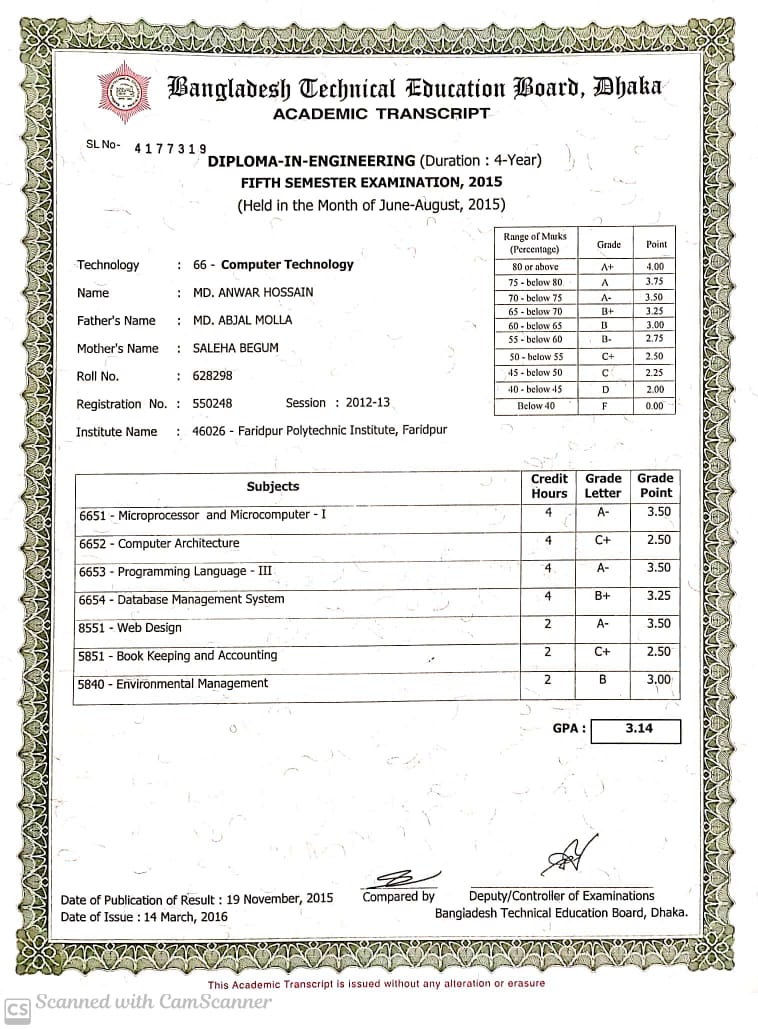 Bangladesh Technical Education Board, Dhaka
ACADEMIC TRANSCRIPT
SL No- 4177319
DIPLOMA-IN-ENGINEERING (Duration : 4-Year)
FIFTH SEMESTER EXAMINATION, 2015
(Held in the Month of June-August, 2015)
Range of Marks (Percentage) Grade Point
80 or above A+ 4.00
75 - below 80 A 3.75
70 - below 75 A- 3.50
65 - below 70 B+ 3.25
60 - below 65 B 3.00
55 - below 60 B- 2.75
50 - below 55 C+ 2.50
45 - below 50 C 2.25
40 - below 45 D 2.00
Below 40 F 0.00
Technology : 66 - Computer Technology
Name : MD. ANWAR HOSSAIN
Father's Name : MD. ABJAL MOLLA
Mother's Name : SALEHA BEGUM
Roll No. : 628298
Registration No. : 550248 Session : 2012-13
Institute Name : 46026 - Faridpur Polytechnic Institute, Faridpur
Subjects Credit Hours Grade Letter Grade Point
6651 - Microprocessor and Microcomputer - I 4 A- 3.50
6652 - Computer Architecture 4 C+ 2.50
6653 - Programming Language - III 4 A- 3.50
6654 - Database Management System 4 B+ 3.25
8551 - Web Design 2 A- 3.50
5851 - Book Keeping and Accounting 2 C+ 2.50
5840 - Environmental Management 2 B 3.00
GPA : 3.14
Date of Publication of Result : 19 November, 2015
Date of Issue : 14 March, 2016
Compared by
Deputy/Controller of Examinations
Bangladesh Technical Education Board, Dhaka.
This Academic Transcript is issued without any alteration or erasure
CS Scanned with CamScanner